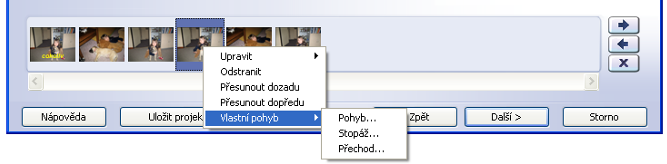 Upravit
Odstranit
Přesunout dozadu
Přesunout dopředu
Vlastní pohyb
Pohyb...
Stopáž...
Přechod...
Nápověda
Uložit projek
Zpět
Další >
Storno